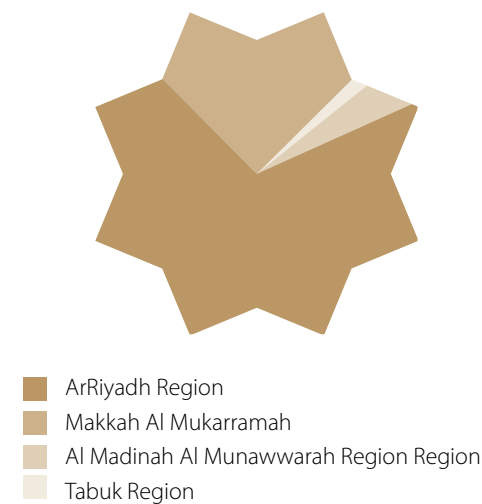 ArRiyadh Region
Makkah Al Mukarramah
Al Madinah Al Munawwarah Region Region
Tabuk Region